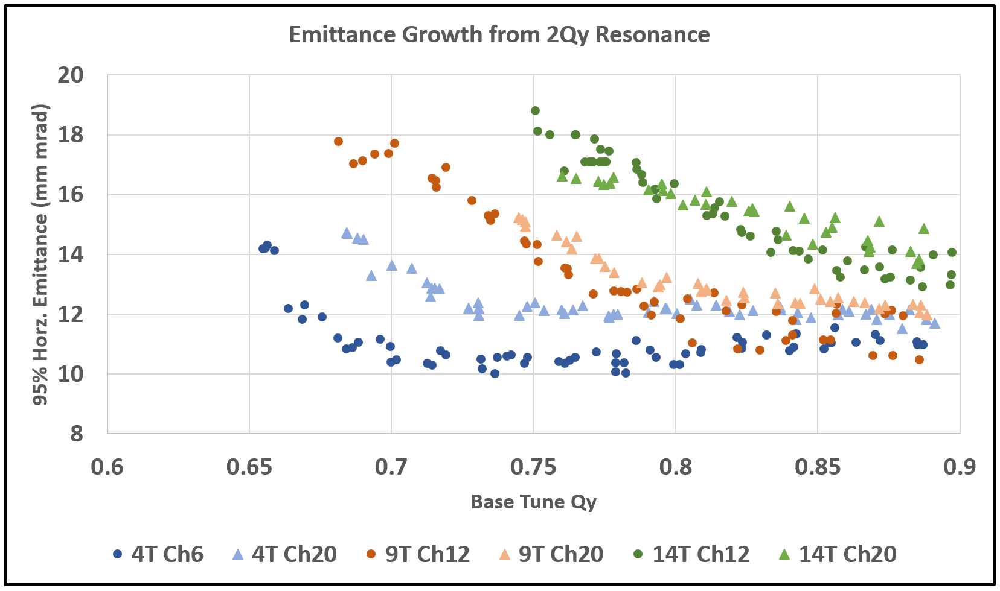 Emittance Growth from 2Qy Resonance
95% Horz. Emittance (mm mrad)
20
18
16
14
12
10
8
0.6 0.65 0.7 0.75 0.8 0.85 0.9
Base Tune Qy
4T Ch6 4T Ch20 9T Ch12 9T Ch20 14T Ch12 14T Ch20